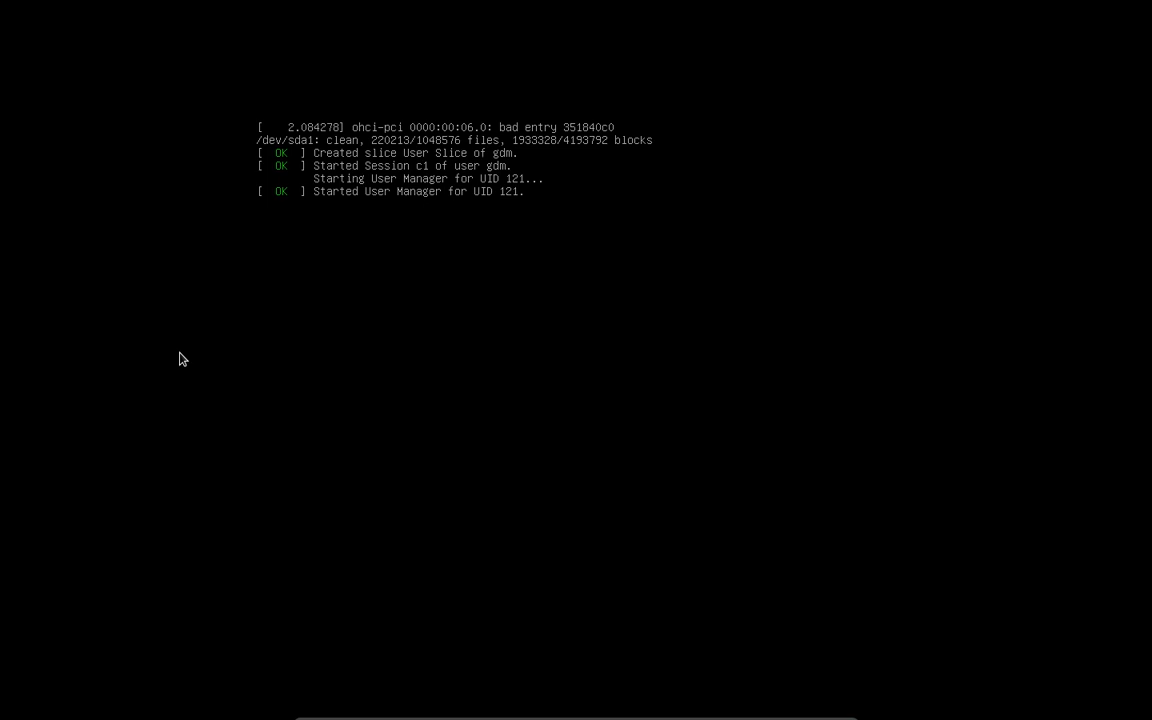 [    2.084278] ohci-pci 0000:00:06.0: bad entry 351840c0
/dev/sda1: clean, 220213/1048576 files, 1933328/4193792 blocks
[  OK  ] Created slice User Slice of gdm.
[  OK  ] Started Session c1 of user gdm.
         Starting User Manager for UID 121...
[  OK  ] Started User Manager for UID 121.